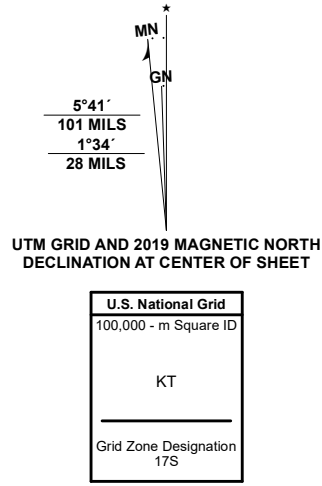 ★
MN
GN
5°41´
101 MILS
1°34´
28 MILS
UTM GRID AND 2019 MAGNETIC NORTH
DECLINATION AT CENTER OF SHEET
U.S. National Grid
100,000 - m Square ID
KT
Grid Zone Designation
17S